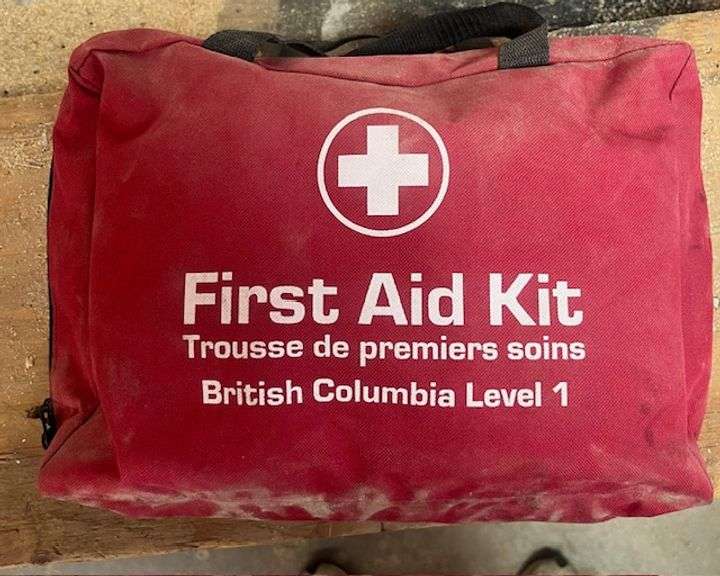 First Aid Kit
Trousse de premiers soins
British Columbia Level 1